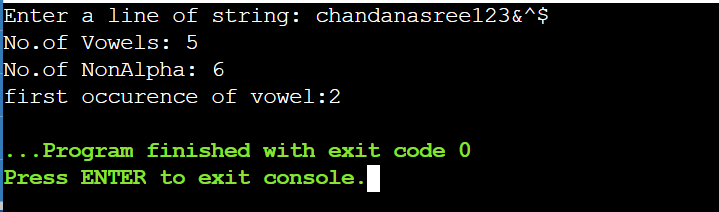 Enter a line of string: chandanasree123&^$
No.of Vowels: 5
No.of NonAlpha: 6
first occurence of vowel:2
...Program finished with exit code 0
Press ENTER to exit console.